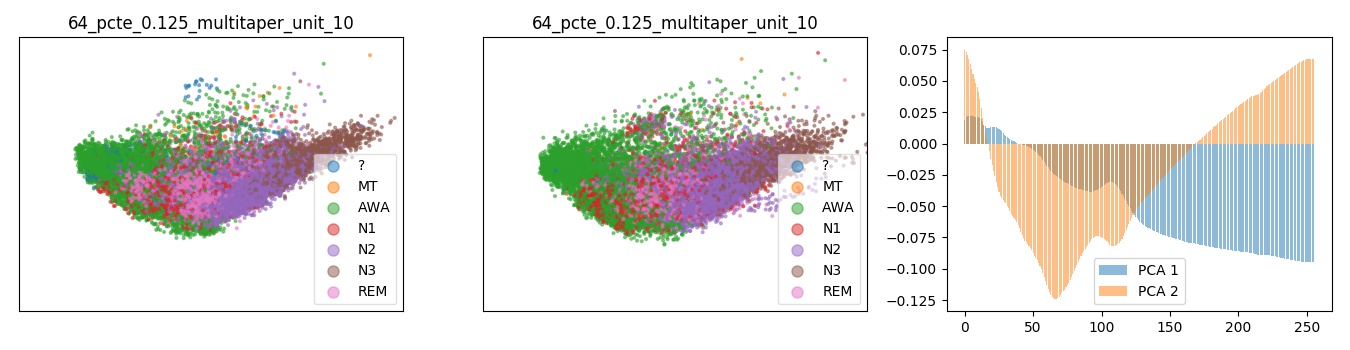 64_pcte_0.125_multitaper_unit_10
?
MT
AWA
N1
N2
N3
REM
64_pcte_0.125_multitaper_unit_10
?
MT
AWA
N1
N2
N3
REM
0.075
0.050
0.025
0.000
−0.025
−0.050
−0.075
−0.100
−0.125
PCA 1
PCA 2
0 50 100 150 200 250